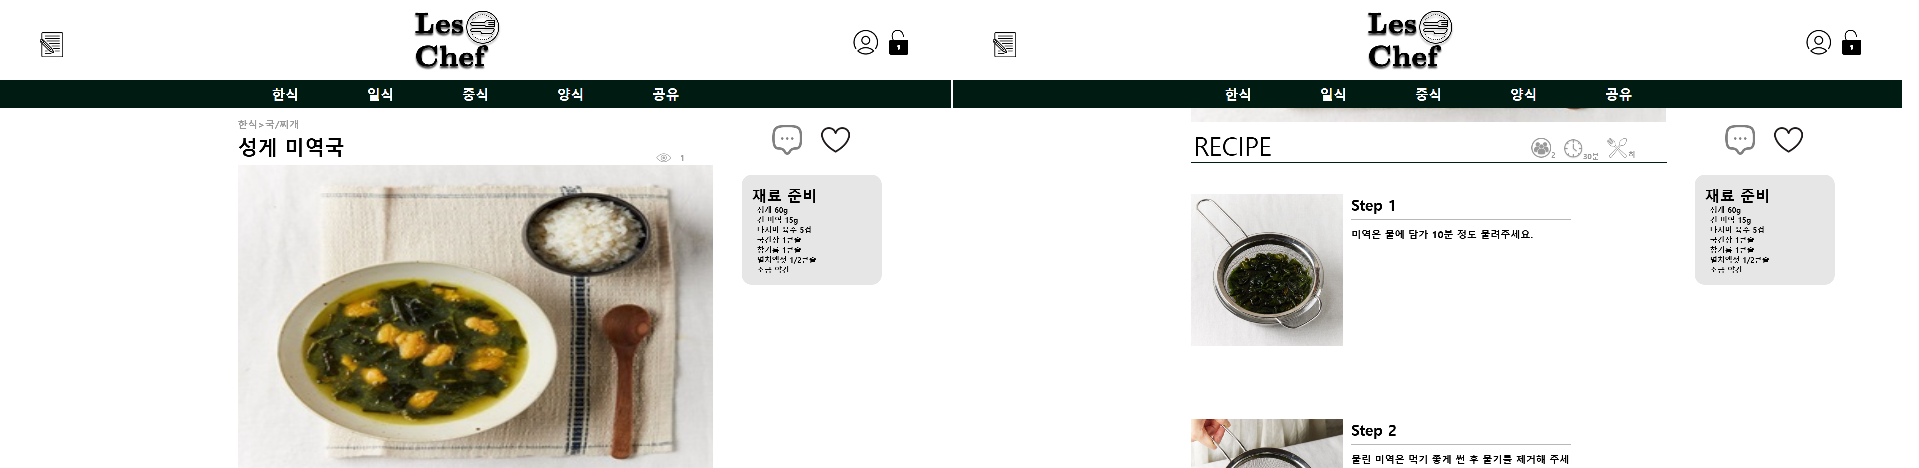 Les
Chef
한식
일식
중식
양식
공유
한식>국/찌개
성게 미역국
1
재료 준비
성게 60g
건 미역 15g
다시마 육수 5컵
국간장 1큰술
참기름 1큰술
멸치액젓 1/2큰술
소금 약간
Les
Chef
한식
일식
중식
양식
공유
RECIPE
2
30분
하
Step 1
미역은 물에 담가 10분 정도 불려주세요.
Step 2
불린 미역은 먹기 좋게 썬 후 물기를 제거해 주세
재료 준비
성게 60g
건 미역 15g
다시마 육수 5컵
국간장 1큰술
참기름 1큰술
멸치액젓 1/2큰술
소금 약간